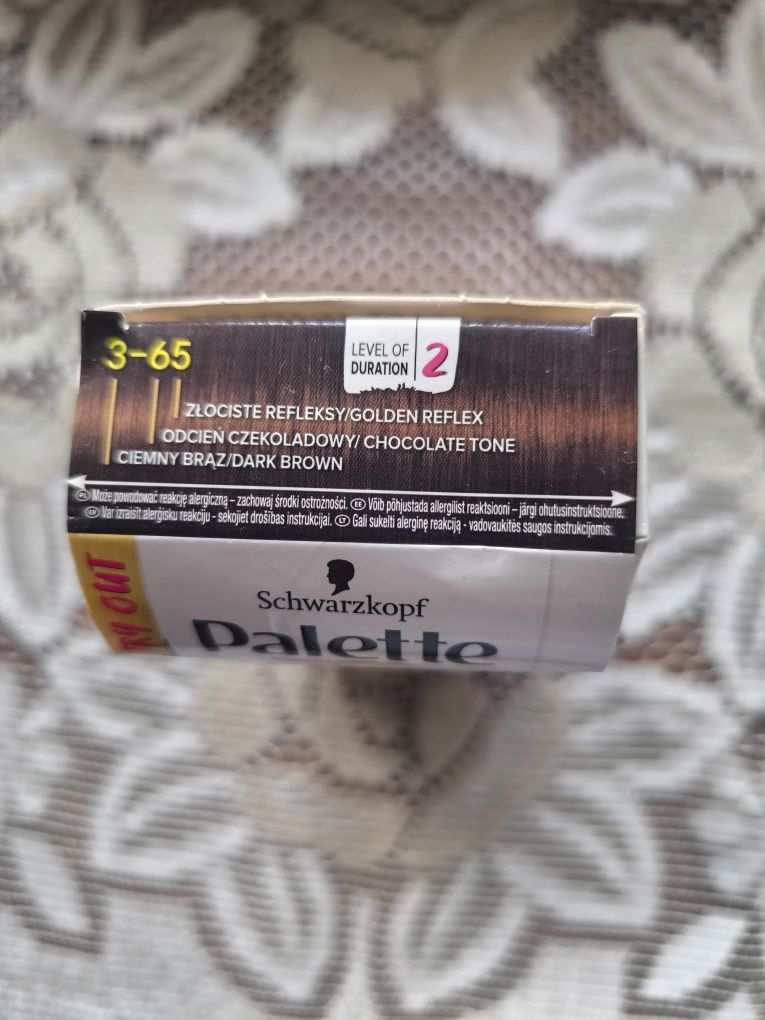 3-65
LEVEL OF
DURATION 2
ZŁOCISTE REFLEKSY/GOLDEN REFLEX
ODCIEŃ CZEKOLADOWY/ CHOCOLATE TONE
CIEMNY BRĄZ/DARK BROWN
PL Może powodować reakcję alergiczną – zachowaj środki ostrożności. EE Võib põhjustada allergilist reaktsiooni – järgi ohutusinstruktsioone.
LV Var izraisīt alerģisku reakciju - sekojiet drošības instrukcijai. LT Gali sukelti alerginę reakciją - vadovaukitės saugos instrukcijomis.
RY OUT
Schwarzkopf
Palette